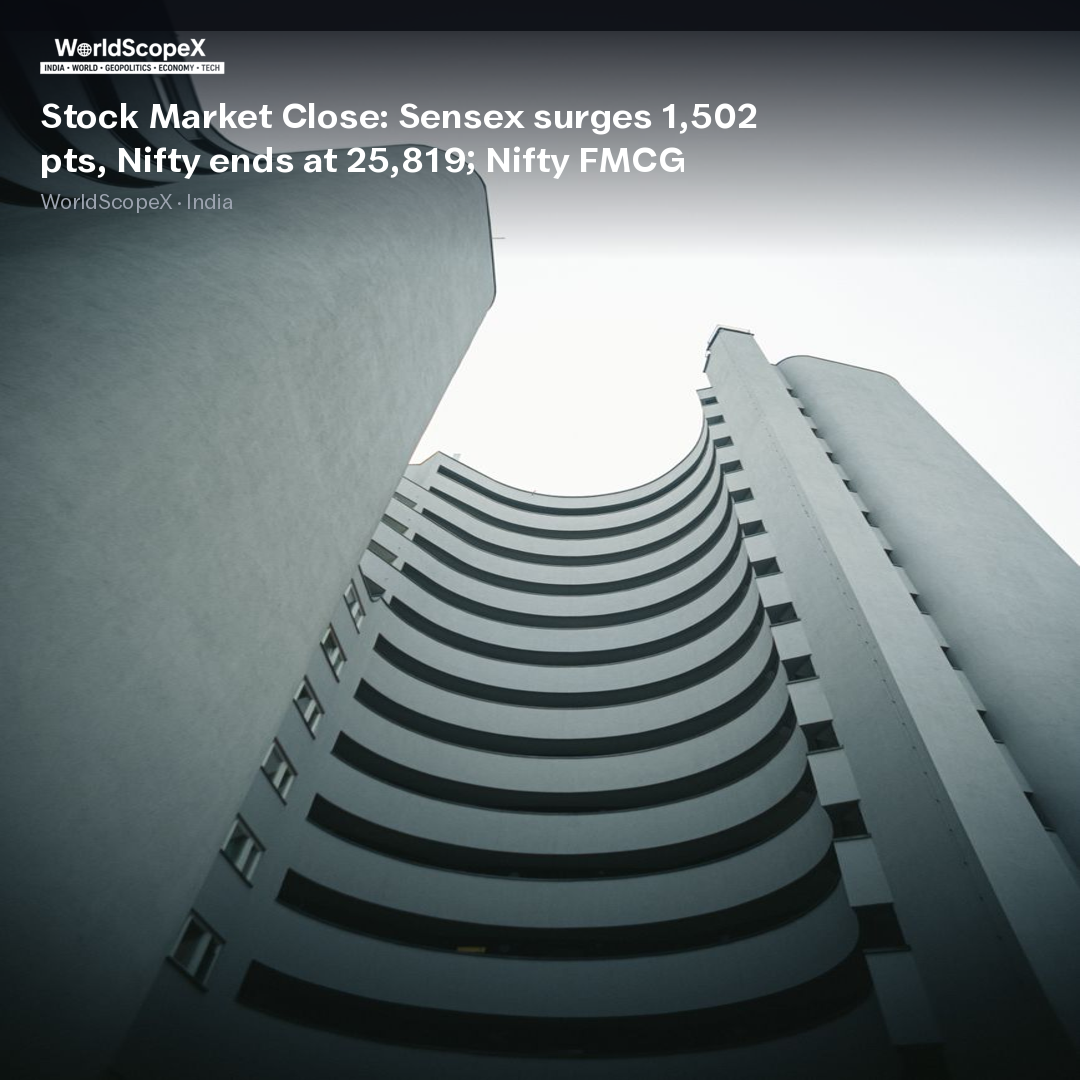 WorldScopeX
INDIA • WORLD • GEOPOLITICS • ECONOMY • TECH
Stock Market Close: Sensex surges 1,502
pts, Nifty ends at 25,819; Nifty FMCG
WorldScopeX · India